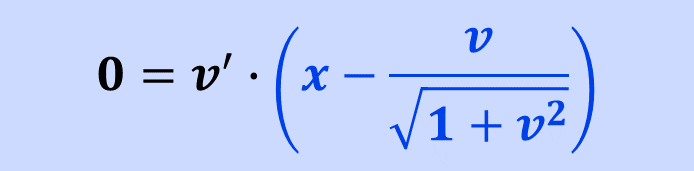 0 = v′ · (x − v/√(1 + v²))